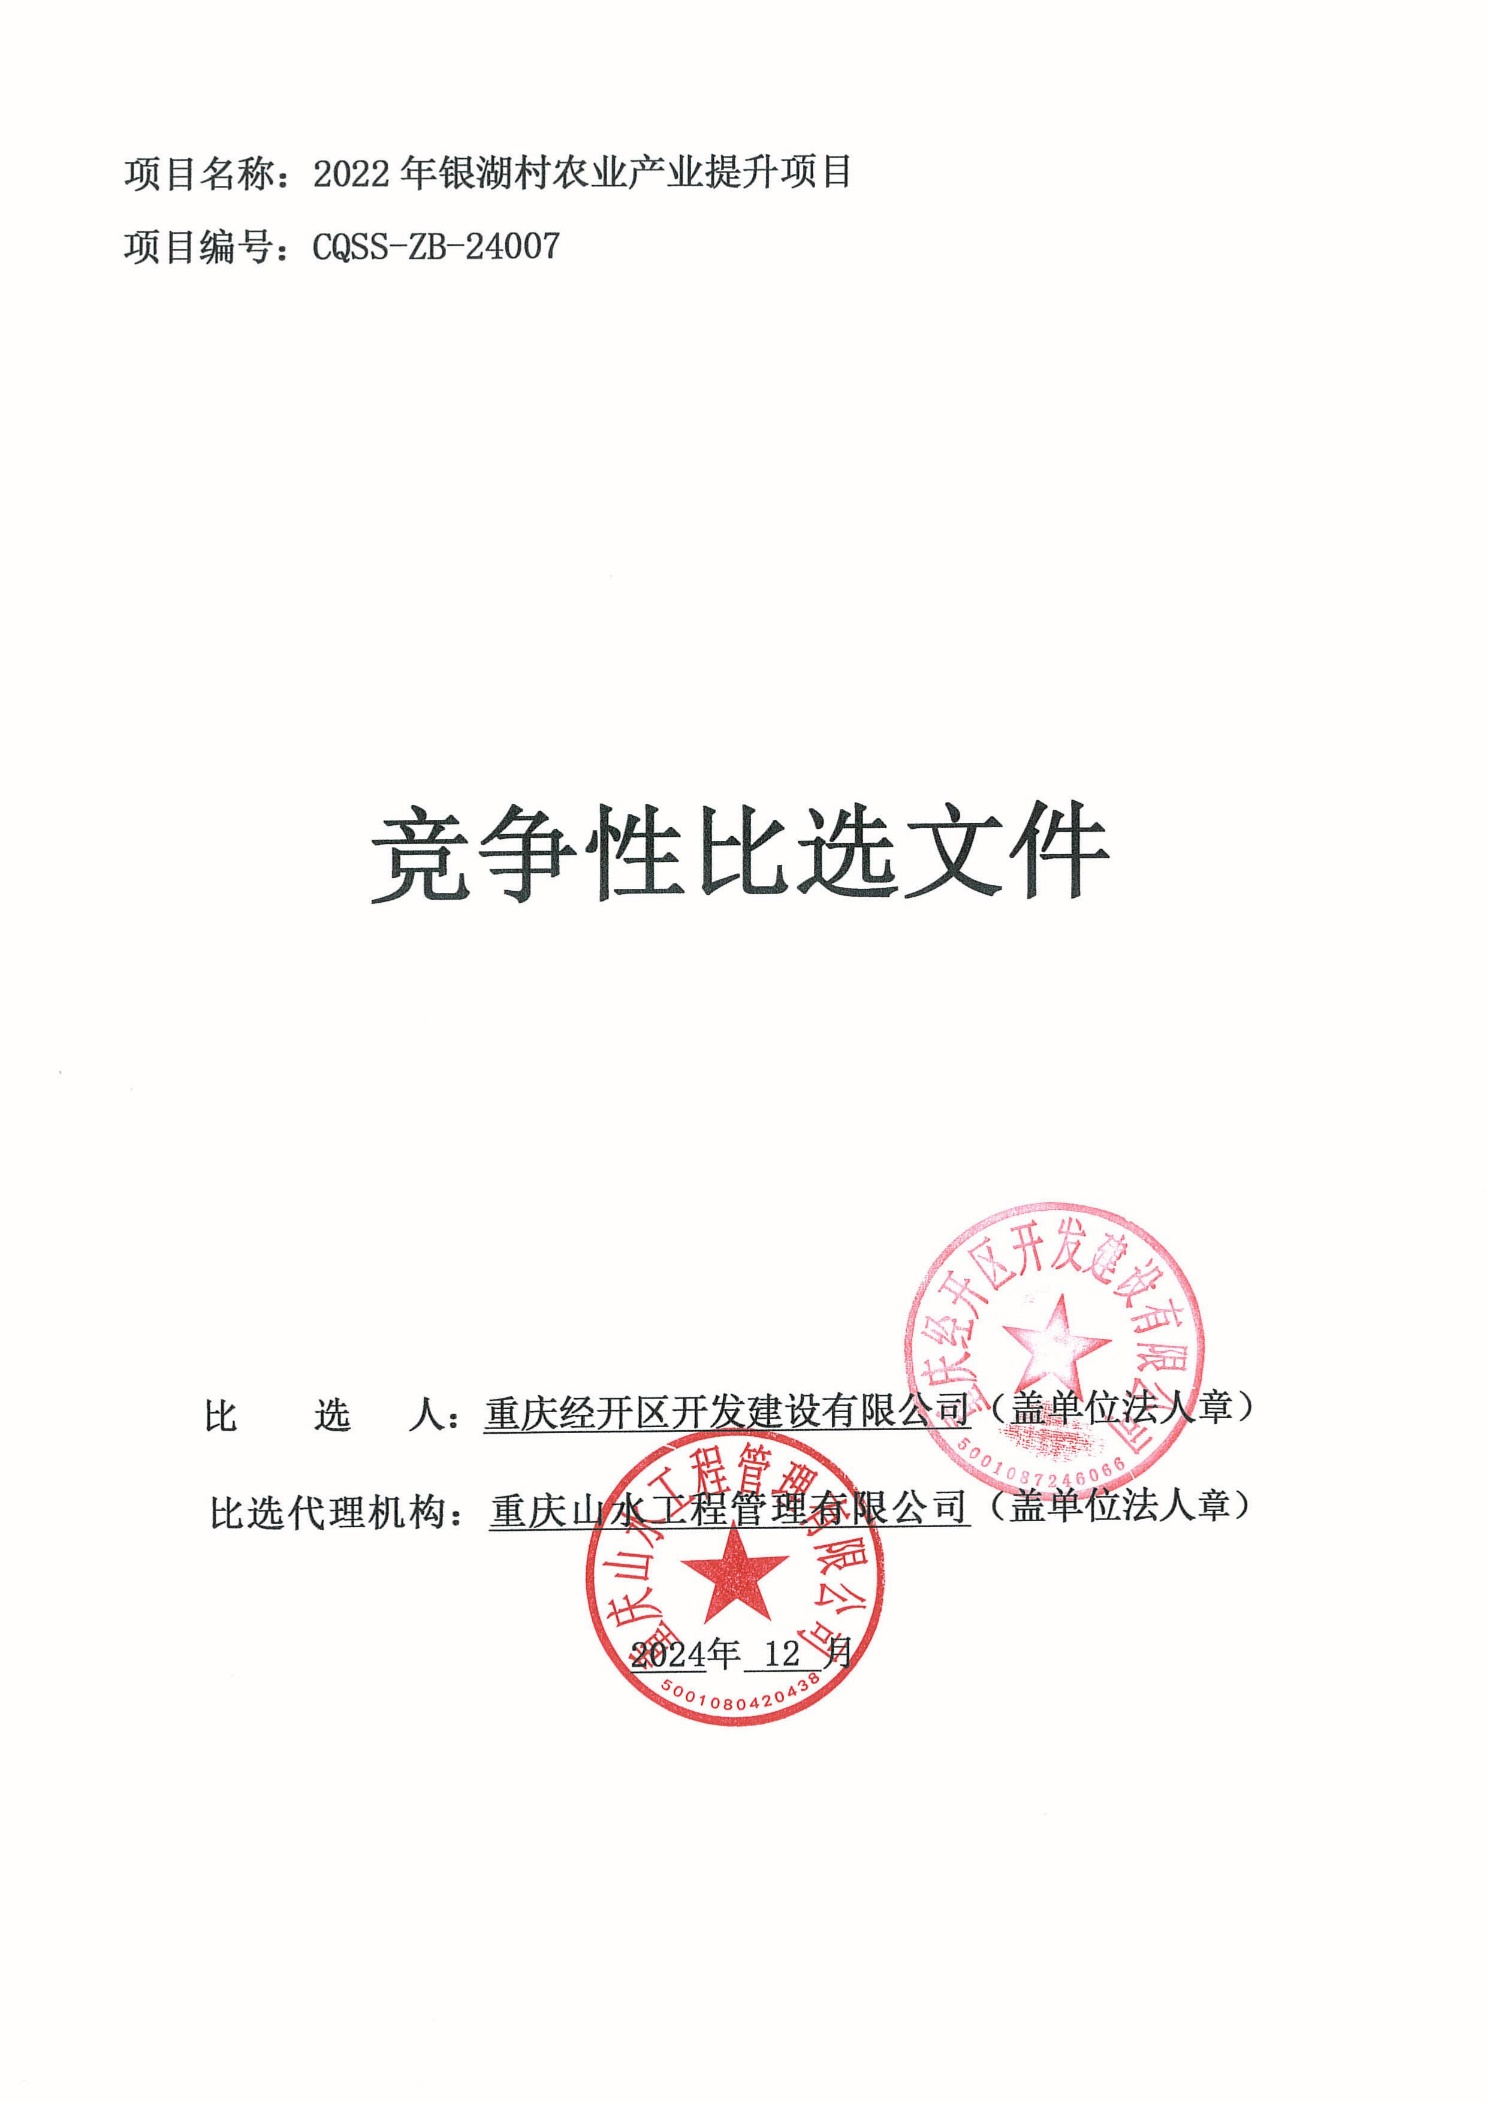 项目名称：2022 年银湖村农业产业提升项目
项目编号：CQSS-ZB-24007
竞争性比选文件
重庆经开区开发建设有限公司
5001087246066
比 选 人：重庆经开区开发建设有限公司（盖单位法人章）
比选代理机构：重庆山水工程管理有限公司（盖单位法人章）
重庆山水工程管理有限公司
2024年 12 月
5001080420438